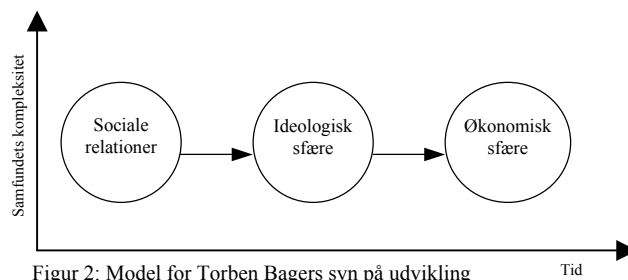 Samfundets kompleksitet
Sociale
relationer
Ideologisk
sfære
Økonomisk
sfære
Tid
Figur 2: Model for Torben Bagers syn på udvikling